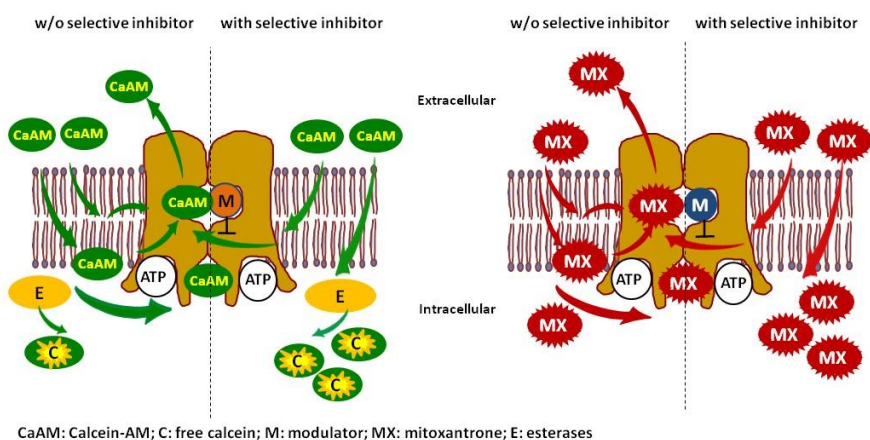 w/o selective inhibitor
with selective inhibitor
CaAM
CaAM
CaAM
CaAM
CaAM
CaAM
M
CaAM
ATP
CaAM
ATP
E
E
C
C
C
C
Extracellular
Intracellular
w/o selective inhibitor
with selective inhibitor
MX
MX
MX
MX
MX
M
MX
ATP
MX
ATP
MX
MX
MX
MX
CaAM: Calcein-AM; C: free calcein; M: modulator; MX: mitoxantrone; E: esterases